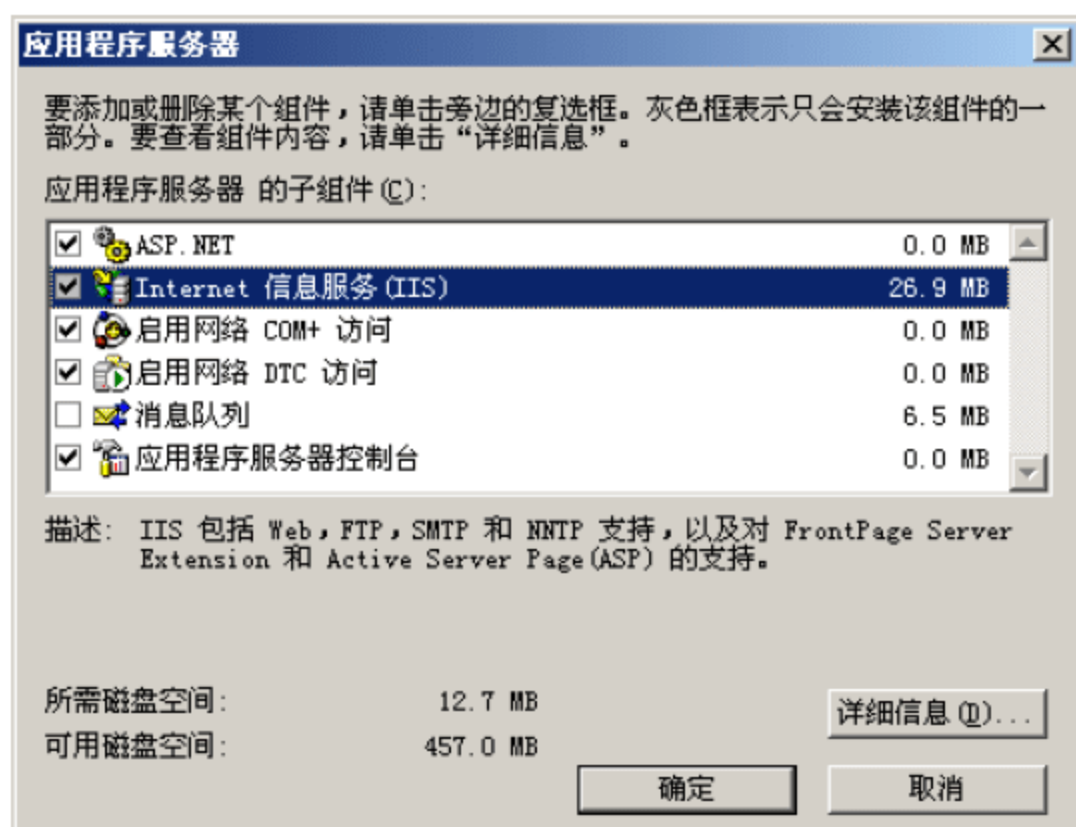 应用程序服务器
要添加或删除某个组件，请单击旁边的复选框。灰色框表示只会安装该组件的一
部分。要查看组件内容，请单击“详细信息”。
应用程序服务器 的子组件(C):
ASP.NET 0.0 MB
Internet 信息服务(IIS) 26.9 MB
启用网络 COM+ 访问 0.0 MB
启用网络 DTC 访问 0.0 MB
消息队列 6.5 MB
应用程序服务器控制台 0.0 MB
描述: IIS 包括 Web，FTP，SMTP 和 NNTP 支持，以及对 FrontPage Server
Extension 和 Active Server Page(ASP) 的支持。
所需磁盘空间: 12.7 MB
详细信息(D)...
可用磁盘空间: 457.0 MB
确定 取消